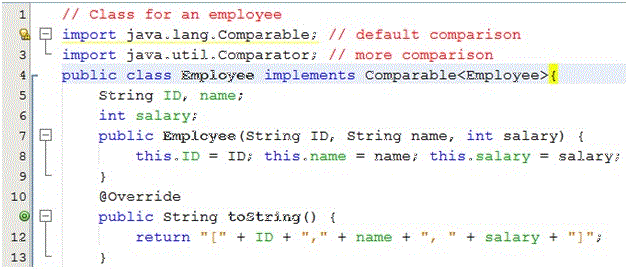 1 // Class for an employee
import java.lang.Comparable; // default comparison
3 import java.util.Comparator; // more comparison
4 public class Employee implements Comparable<Employee>{
5 String ID, name;
6 int salary;
7 public Employee(String ID, String name, int salary) {
8 this.ID = ID; this.name = name; this.salary = salary;
9 }
10 @Override
public String toString() {
12 return "[" + ID + "," + name + ", " + salary + "]";
13 }